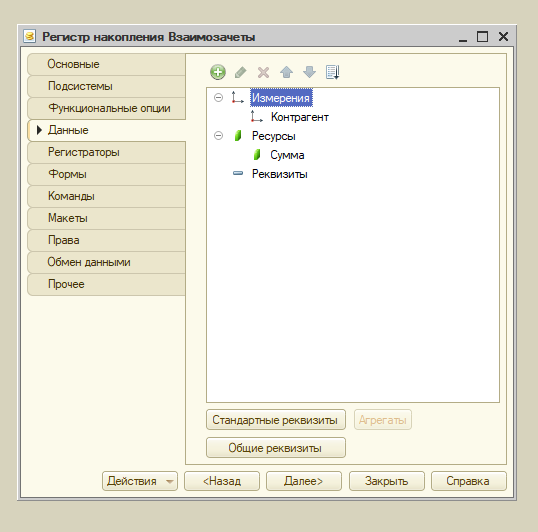 Регистр накопления Взаимозачеты
Основные
Подсистемы
Функциональные опции
Данные
Регистраторы
Формы
Команды
Макеты
Права
Обмен данными
Прочее
Измерения
Контрагент
Ресурсы
Сумма
Реквизиты
Стандартные реквизиты
Агрегаты
Общие реквизиты
Действия
<Назад
Далее>
Закрыть
Справка